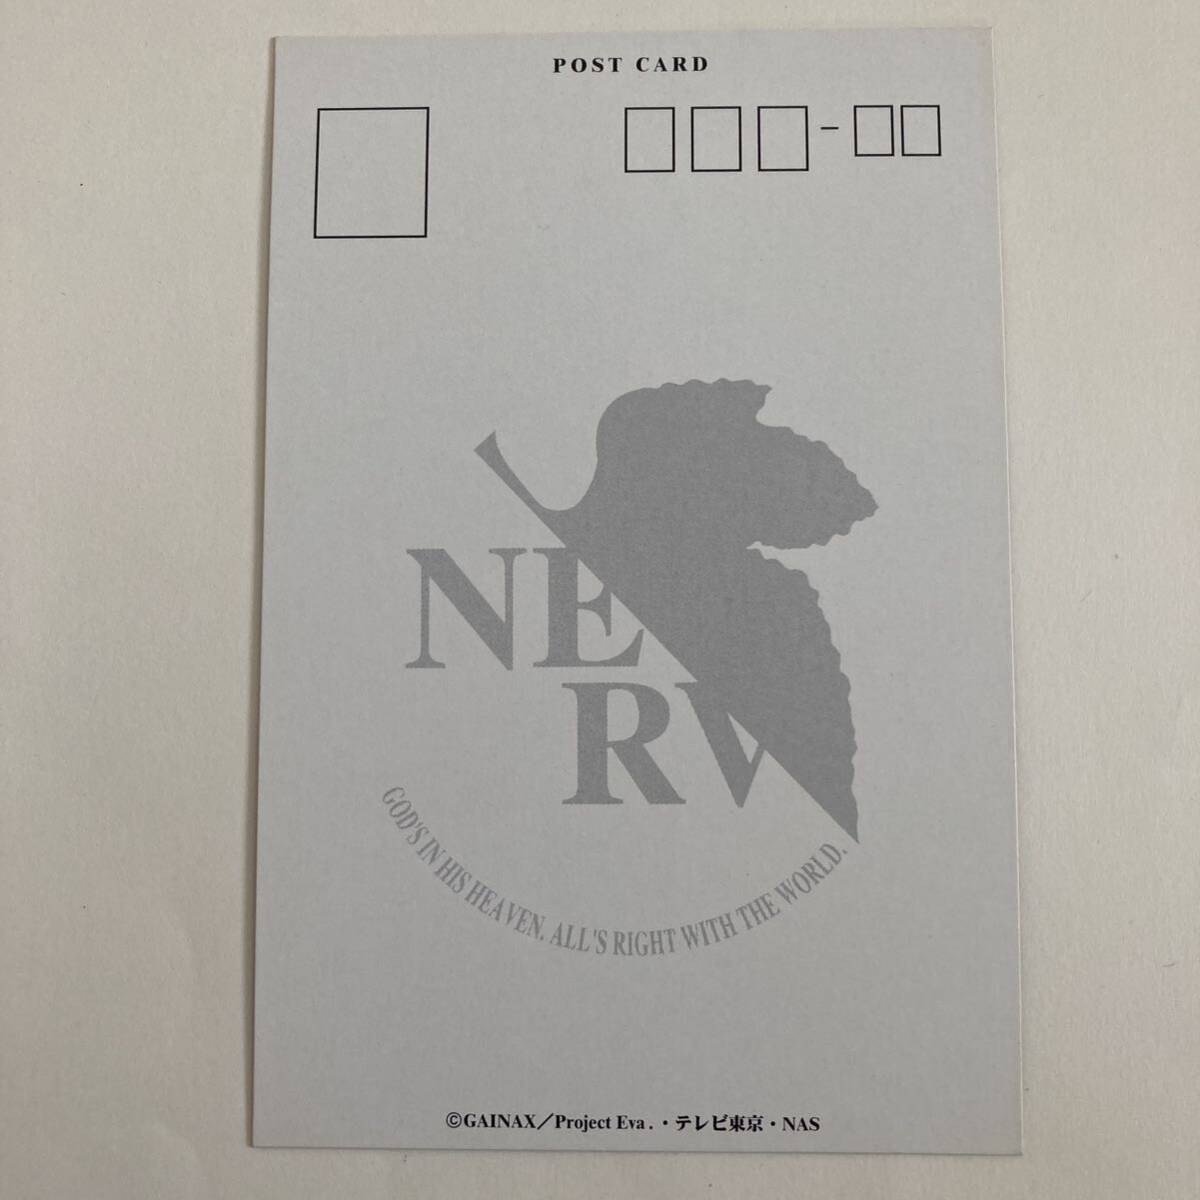 POST CARD
NE
RV
GOD'S IN HIS HEAVEN. ALL'S RIGHT WITH THE WORLD.
©GAINAX／Project Eva.・テレビ東京・NAS